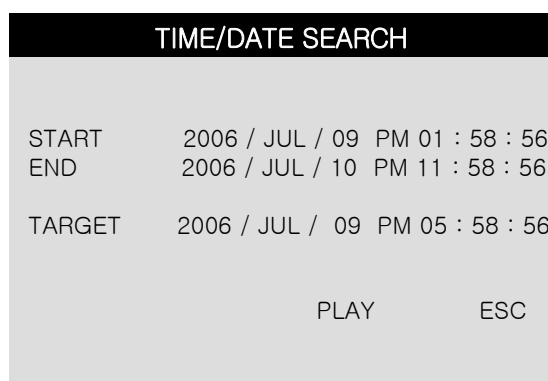 TIME/DATE SEARCH
START 2006 / JUL / 09 PM 01 : 58 : 56
END 2006 / JUL / 10 PM 11 : 58 : 56
TARGET 2006 / JUL / 09 PM 05 : 58 : 56
PLAY ESC